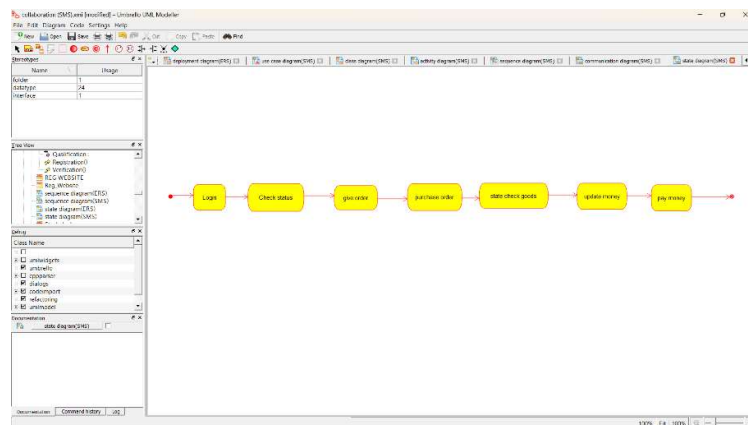 collaboration (SMS).xmi [modified] – Umbrello UML Modeller
File Edit Diagram Code Settings Help
New Open Save Cut Copy Paste Find
Stereotypes
Name Usage
folder 1
datatype 24
interface 1
deployment diagram(ERS) use case diagram(SMS) class diagram(SMS) activity diagram(SMS) sequence diagram(SMS) communication diagram(SMS) state diagram(SMS)
Tree View
Qualification
Registration()
Verification()
REG WEBSITE
Reg_Website
sequence diagram(ERS)
sequence diagram(SMS)
state diagram(ERS)
state diagram(SMS)
Login
Check status
give order
purchase order
state check goods
update money
pay money
Debug
Class Name
umlwidgets
umbrello
cppparser
dialogs
codeimport
refactoring
umlmodel
Documentation
state diagram(SMS)
Documentation Command history Log
100% Fit 100%